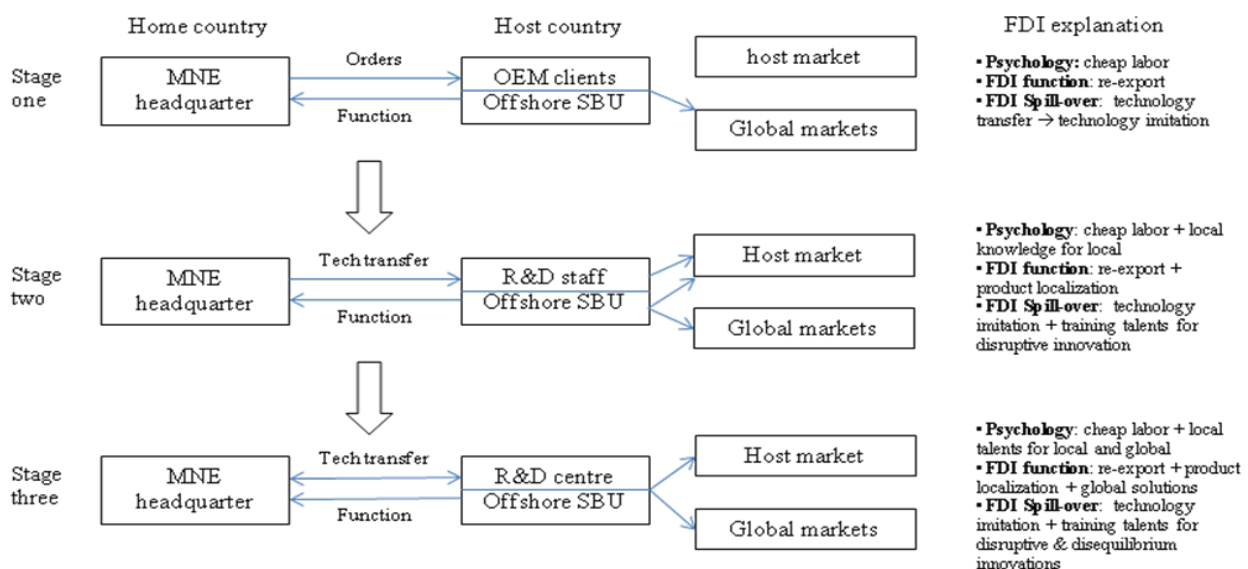 Home country
Host country
FDI explanation
Stage
one
MNE
headquarter
Orders
Function
OEM clients
Offshore SBU
host market
Global markets
▪ Psychology: cheap labor
▪ FDI function: re-export
▪ FDI Spill-over: technology
transfer → technology imitation
Stage
two
MNE
headquarter
Tech transfer
Function
R&D staff
Offshore SBU
Host market
Global markets
▪ Psychology: cheap labor + local
knowledge for local
▪ FDI function: re-export +
product localization
▪ FDI Spill-over: technology
imitation + training talents for
disruptive innovation
Stage
three
MNE
headquarter
Tech transfer
Function
R&D centre
Offshore SBU
Host market
Global markets
▪ Psychology: cheap labor + local
talents for local and global
▪ FDI function: re-export + product
localization + global solutions
▪ FDI Spill-over: technology
imitation + training talents for
disruptive & disequilibrium
innovations